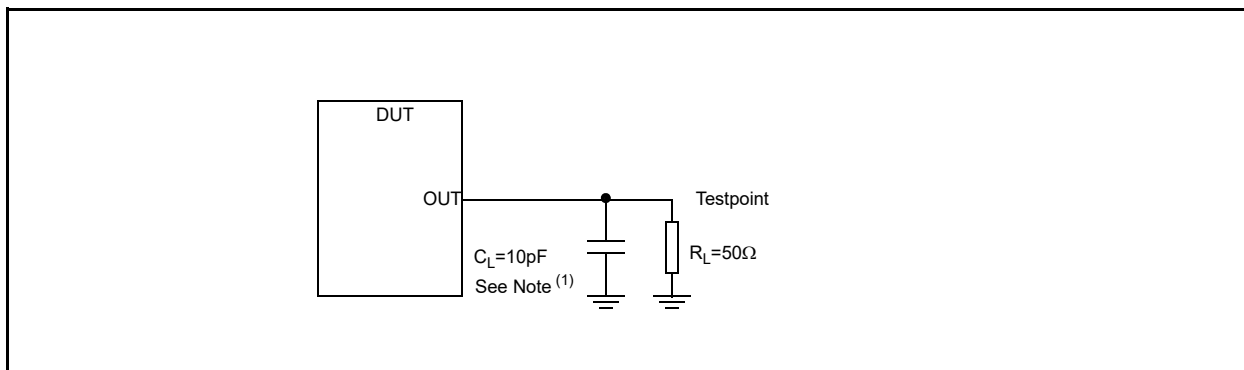 DUT
OUT
Testpoint
C_L=10pF
R_L=50Ω
See Note (1)